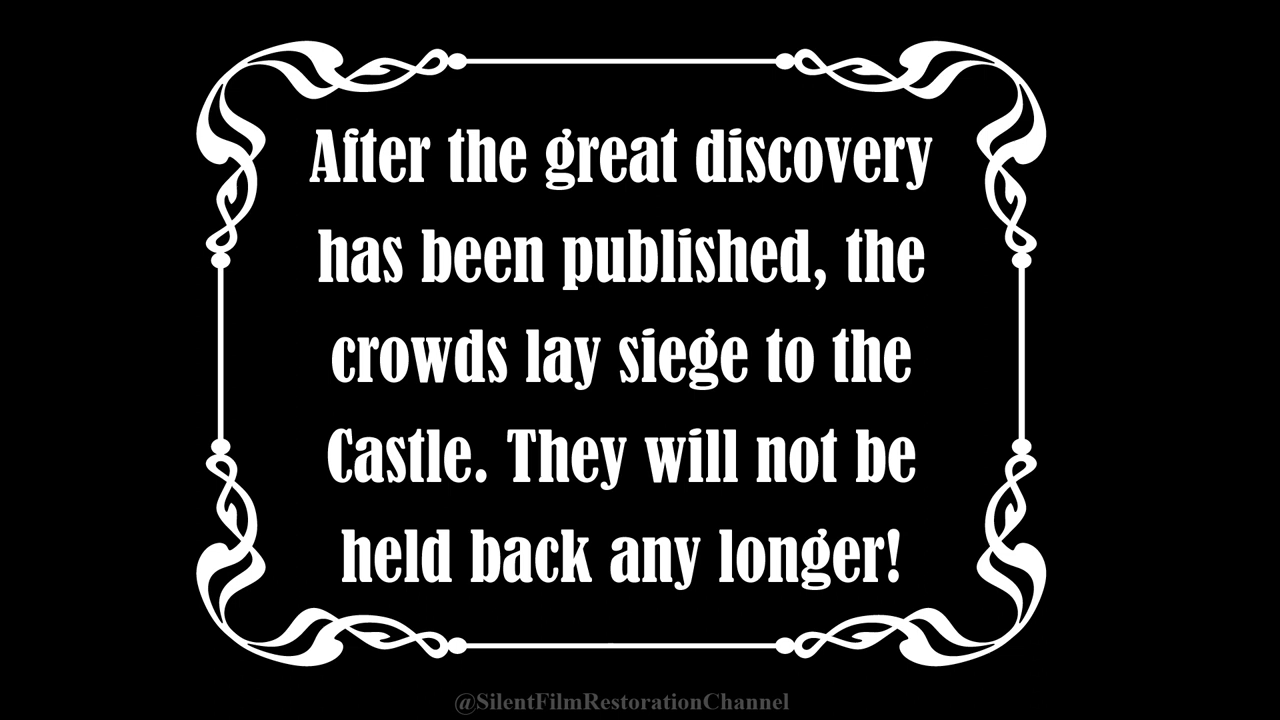 After the great discovery
has been published, the
crowds lay siege to the
Castle. They will not be
held back any longer!
@SilentFilmRestorationChannel